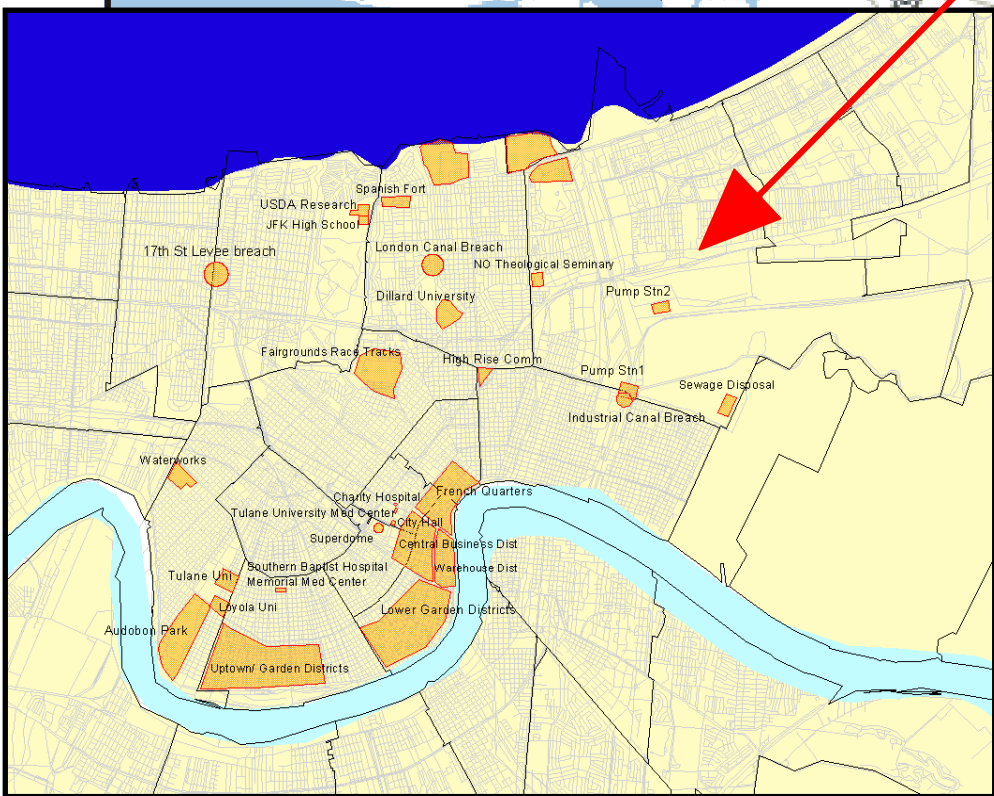 Spanish Fort
USDA Research
JFK High School
17th St Levee breach
London Canal Breach
NO Theological Seminary
Dillard University
Pump Stn2
Fairgrounds Race Tracks
High Rise Comm
Pump Stn1
Sewage Disposal
Industrial Canal Breach
Waterworks
French Quarters
Charity Hospital
Tulane University Med Center
City Hall
Superdome
Central Business Dist
Southern Baptist Hospital
Warehouse Dist
Tulane Uni
Memorial Med Center
Loyola Uni
Lower Garden Districts
Audobon Park
Uptown/ Garden Districts